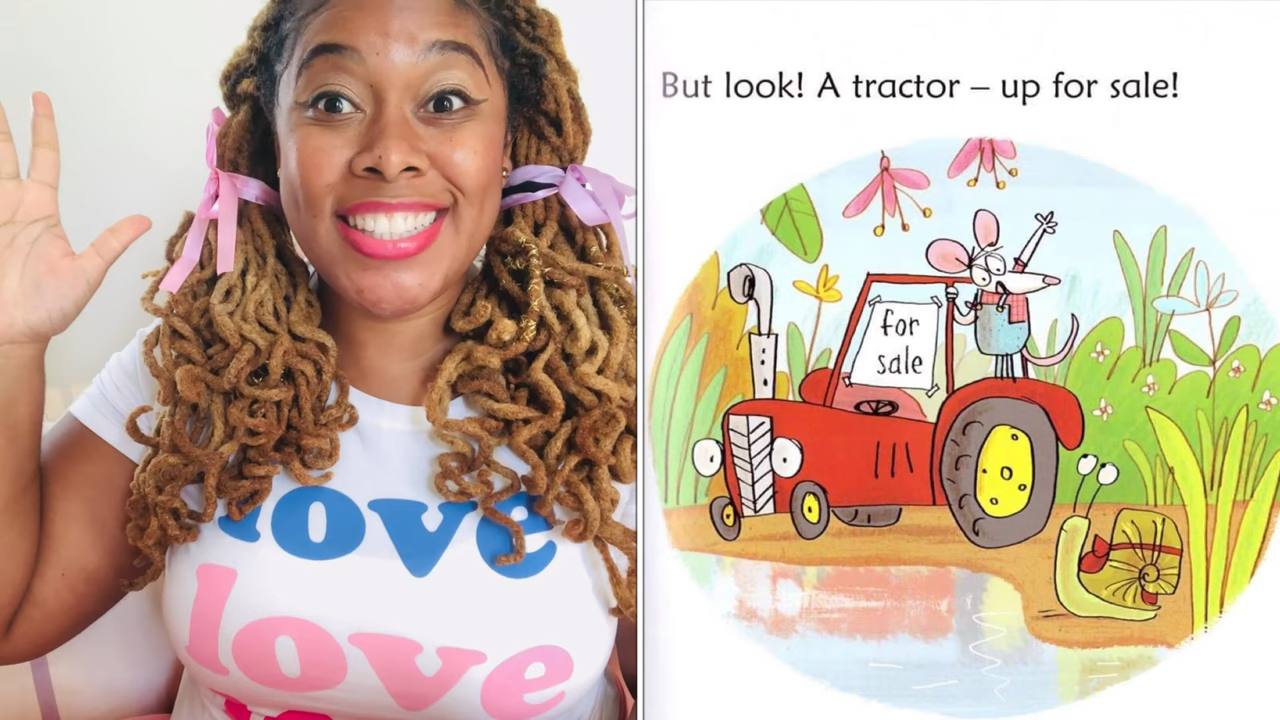 love
love
But look! A tractor – up for sale!
for
sale